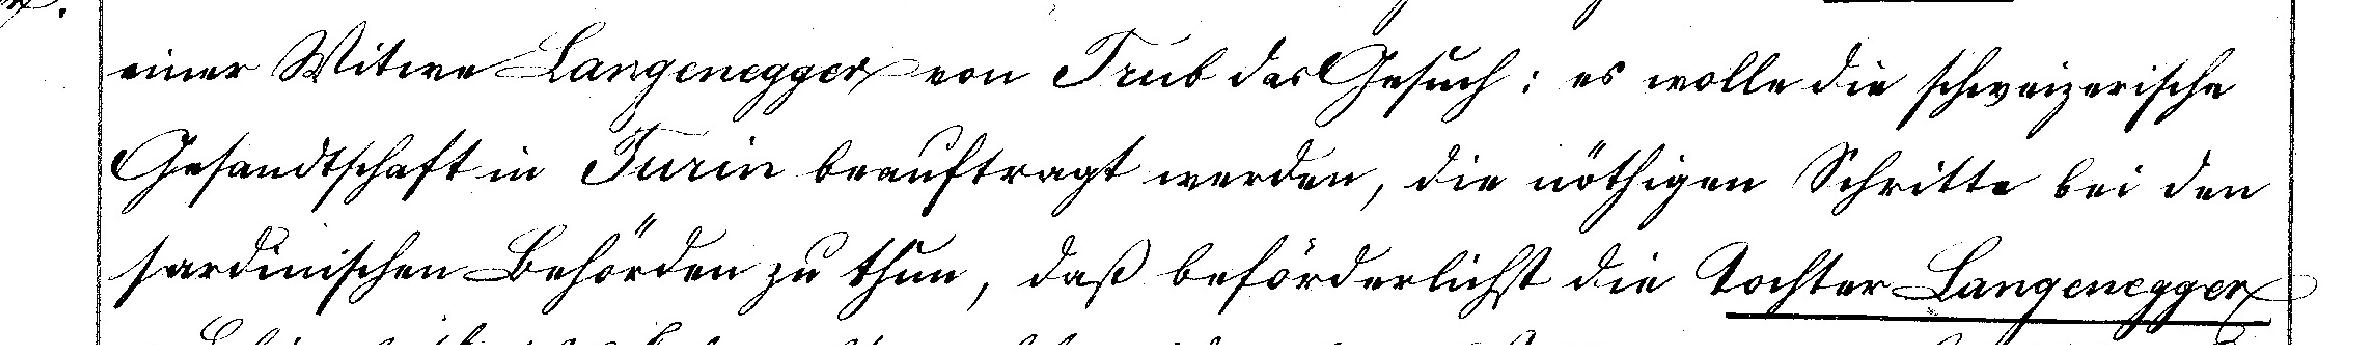 einer Witwe Langenegger von Trub das Gesuch: es wolle die schweizerische
Gesandtschaft in Turin beauftragt werden, die nöthigen Schritte bei den
sardinischen Behörden zu thun, daß beförderlichst die Tochter Langenegger